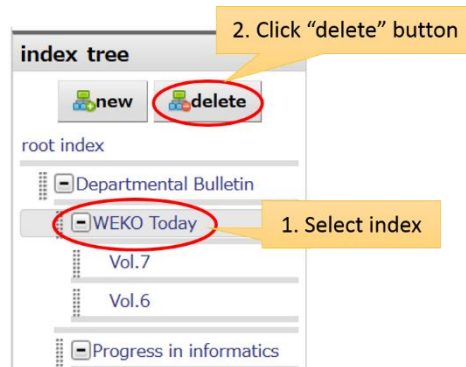 2. Click “delete” button
index tree
new
delete
root index
Departmental Bulletin
WEKO Today
1. Select index
Vol.7
Vol.6
Progress in informatics